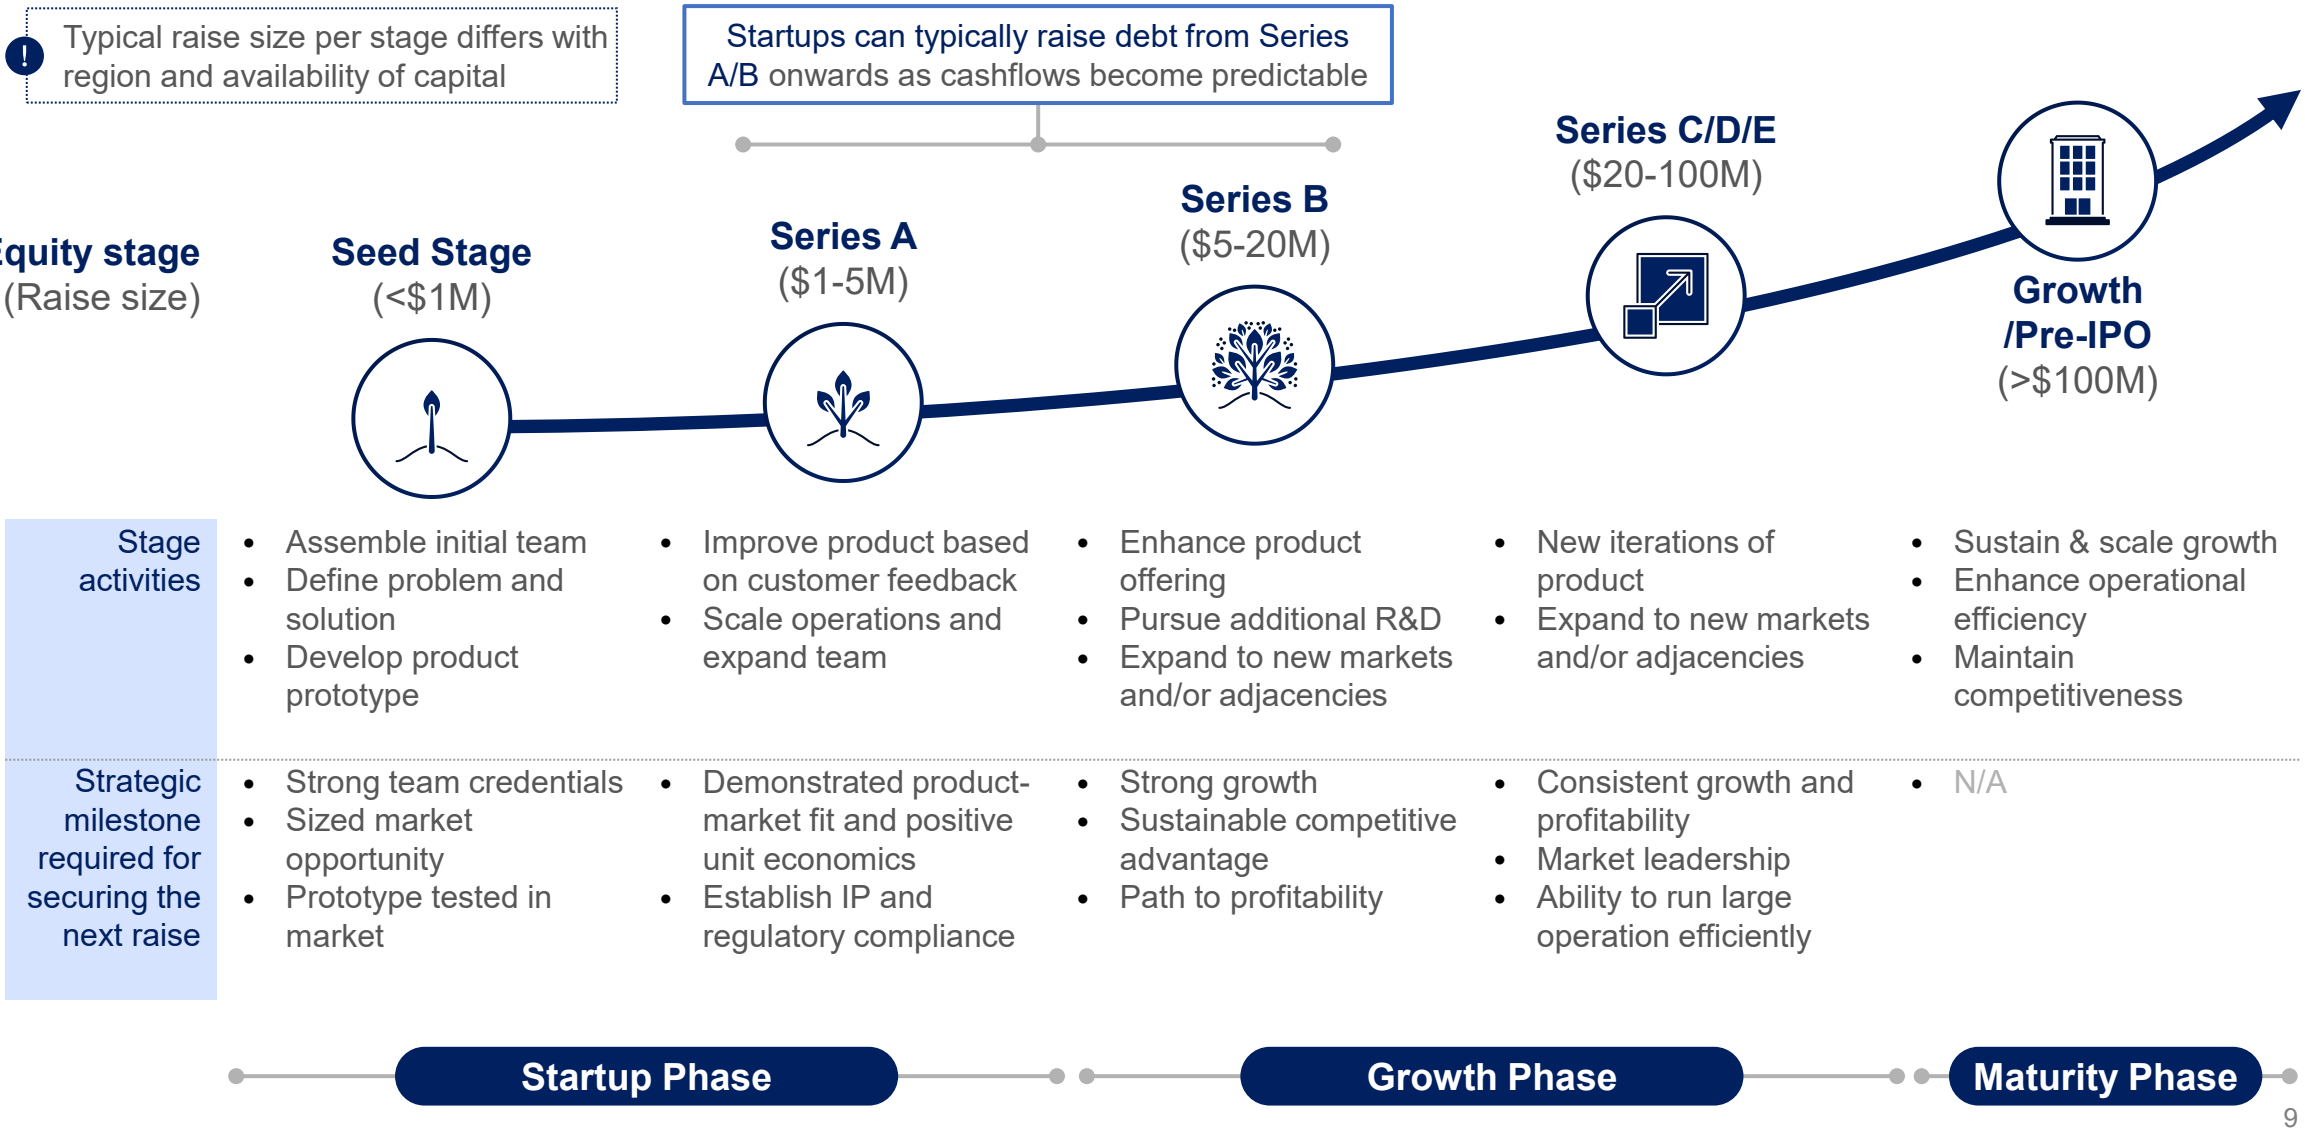 !
Typical raise size per stage differs with
region and availability of capital
Startups can typically raise debt from Series
A/B onwards as cashflows become predictable
Equity stage
(Raise size)
Seed Stage
(<$1M)
Series A
($1-5M)
Series B
($5-20M)
Series C/D/E
($20-100M)
Growth
/Pre-IPO
(>$100M)
Stage
activities
• Assemble initial team
• Define problem and
solution
• Develop product
prototype
• Improve product based
on customer feedback
• Scale operations and
expand team
• Enhance product
offering
• Pursue additional R&D
• Expand to new markets
and/or adjacencies
• New iterations of
product
• Expand to new markets
and/or adjacencies
• Sustain & scale growth
• Enhance operational
efficiency
• Maintain
competitiveness
Strategic
milestone
required for
securing the
next raise
• Strong team credentials
• Sized market
opportunity
• Prototype tested in
market
• Demonstrated product-
market fit and positive
unit economics
• Establish IP and
regulatory compliance
• Strong growth
• Sustainable competitive
advantage
• Path to profitability
• Consistent growth and
profitability
• Market leadership
• Ability to run large
operation efficiently
• N/A
Startup Phase
Growth Phase
Maturity Phase
9